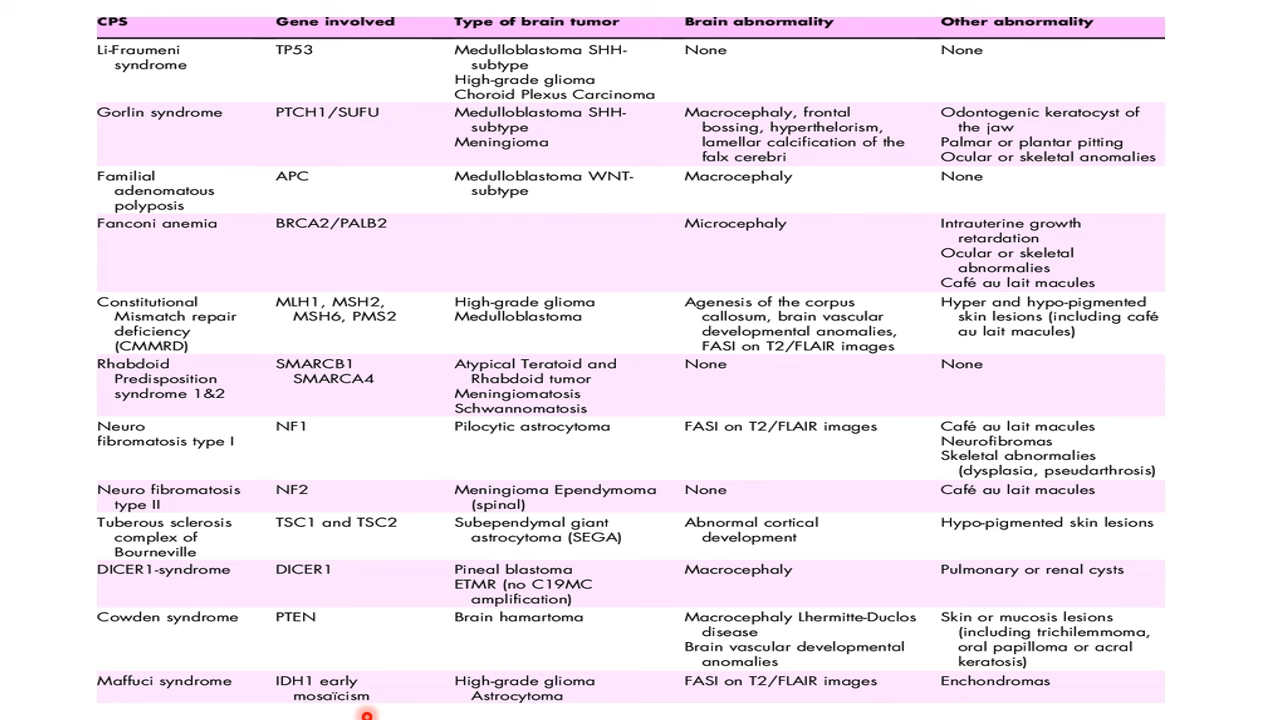 CPS Gene involved Type of brain tumor Brain abnormality Other abnormality
Li-Fraumeni TP53 Medulloblastoma SHH- None None
syndrome subtype
High-grade glioma
Choroid Plexus Carcinoma
Gorlin syndrome PTCH1/SUFU Medulloblastoma SHH- Macrocephaly, frontal Odontogenic keratocyst of
subtype bossing, hyperthelorism, the jaw
Meningioma lamellar calcification of the Palmar or plantar pitting
falx cerebri Ocular or skeletal anomalies
Familial APC Medulloblastoma WNT- Macrocephaly None
adenomatous subtype
polyposis
Fanconi anemia BRCA2/PALB2 Microcephaly Intrauterine growth
retardation
Ocular or skeletal
abnormalies
Café au lait macules
Constitutional MLH1, MSH2, High-grade glioma Agenesis of the corpus Hyper and hypo-pigmented
Mismatch repair MSH6, PMS2 Medulloblastoma callosum, brain vascular skin lesions (including café
deficiency developmental anomalies, au lait macules)
(CMMRD) FASI on T2/FLAIR images
Rhabdoid SMARCB1 Atypical Teratoid and None None
Predisposition SMARCA4 Rhabdoid tumor
syndrome 1&2 Meningiomatosis
Schwannomatosis
Neuro NF1 Pilocytic astrocytoma FASI on T2/FLAIR images Café au lait macules
fibromatosis type I Neurofibromas
Skeletal abnormalities
(dysplasia, pseudarthrosis)
Neuro fibromatosis NF2 Meningioma Ependymoma None Café au lait macules
type II (spinal)
Tuberous sclerosis TSC1 and TSC2 Subependymal giant Abnormal cortical Hypo-pigmented skin lesions
complex of astrocytoma (SEGA) development
Bourneville
DICER1-syndrome DICER1 Pineal blastoma Macrocephaly Pulmonary or renal cysts
ETMR (no C19MC
amplification)
Cowden syndrome PTEN Brain hamartoma Macrocephaly Lhermitte-Duclos Skin or mucosis lesions
disease (including trichilemmoma,
Brain vascular developmental oral papilloma or acral
anomalies keratosis)
Maffuci syndrome IDH1 early High-grade glioma FASI on T2/FLAIR images Enchondromas
mosaïcism Astrocytoma